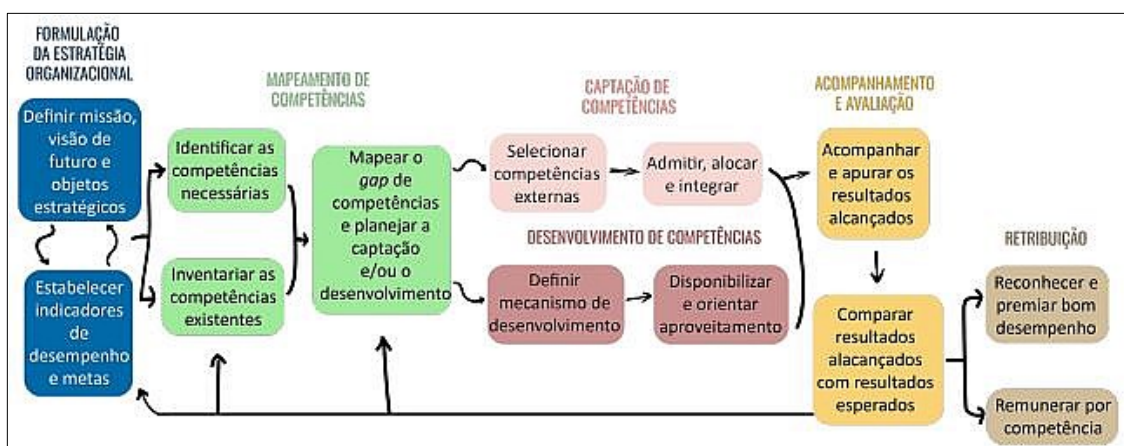 FORMULAÇÃO
DA ESTRATÉGIA
ORGANIZACIONAL
Definir missão,
visão de
futuro e
objetos
estratégicos
Estabelecer
indicadores
de
desempenho
e metas
MAPEAMENTO DE
COMPETÊNCIAS
Identificar as
competências
necessárias
Inventariar as
competências
existentes
Mapear o
gap de
competências
e planejar a
captação
e/ou o
desenvolvimento
CAPTAÇÃO DE
COMPETÊNCIAS
Selecionar
competências
externas
Admitir, alocar
e integrar
DESENVOLVIMENTO DE COMPETÊNCIAS
Definir
mecanismo de
desenvolvimento
Disponibilizar
e orientar
aproveitamento
ACOMPANHAMENTO
E AVALIAÇÃO
Acompanhar
e apurar os
resultados
alcançados
Comparar
resultados
alacançados
com resultados
esperados
RETRIBUIÇÃO
Reconhecer e
premiar bom
desempenho
Remunerar por
competência